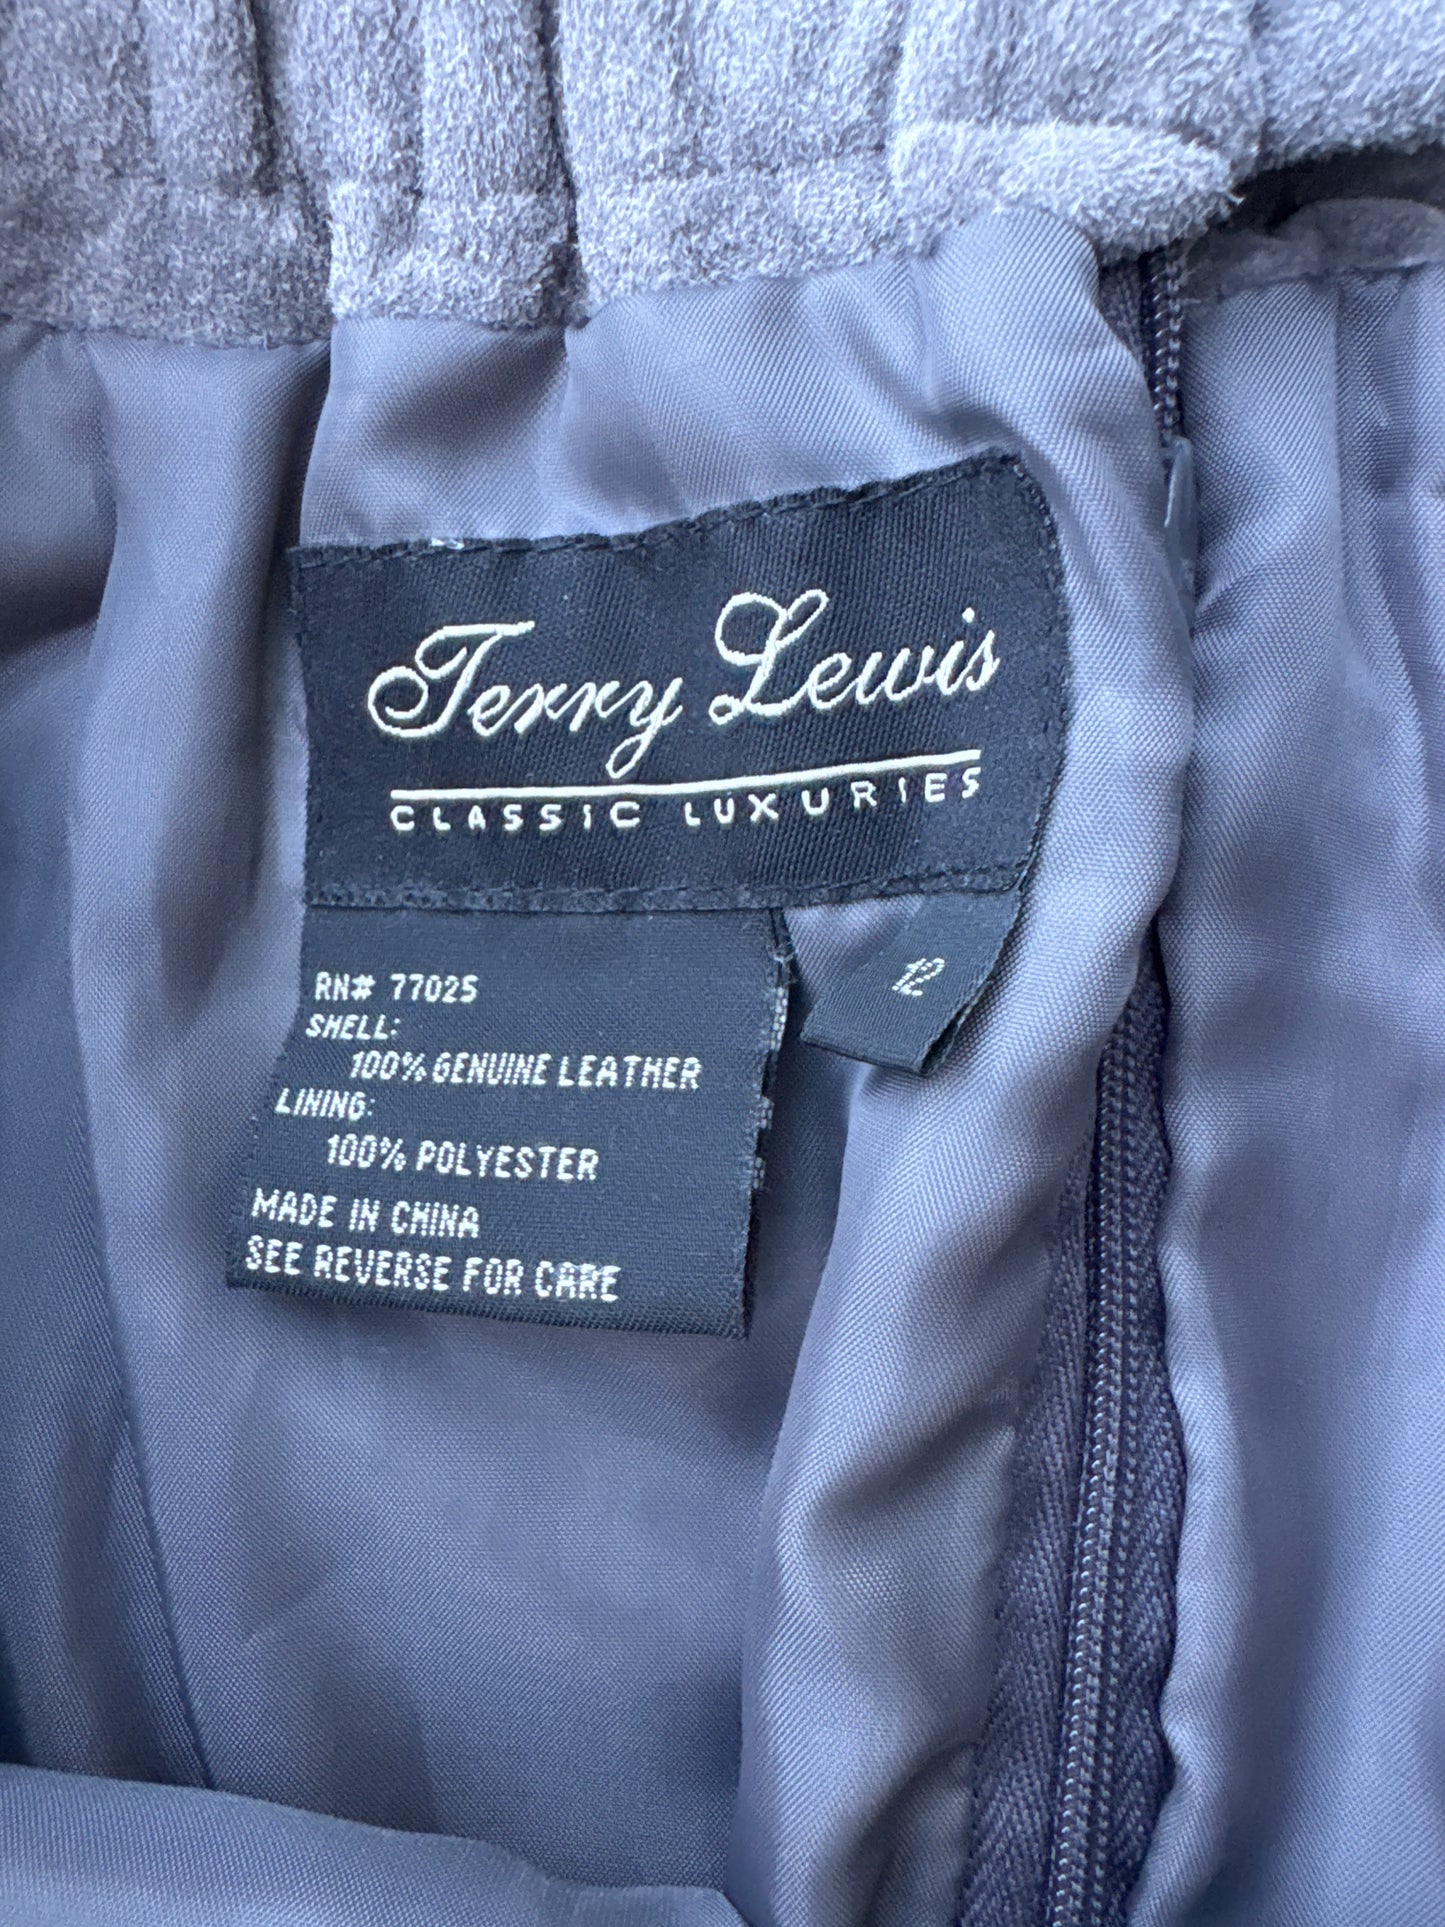 Terry Lewis
CLASSIC LUXURIES
12
RN# 77025
SHELL:
100% GENUINE LEATHER
LINING:
100% POLYESTER
MADE IN CHINA
SEE REVERSE FOR CARE